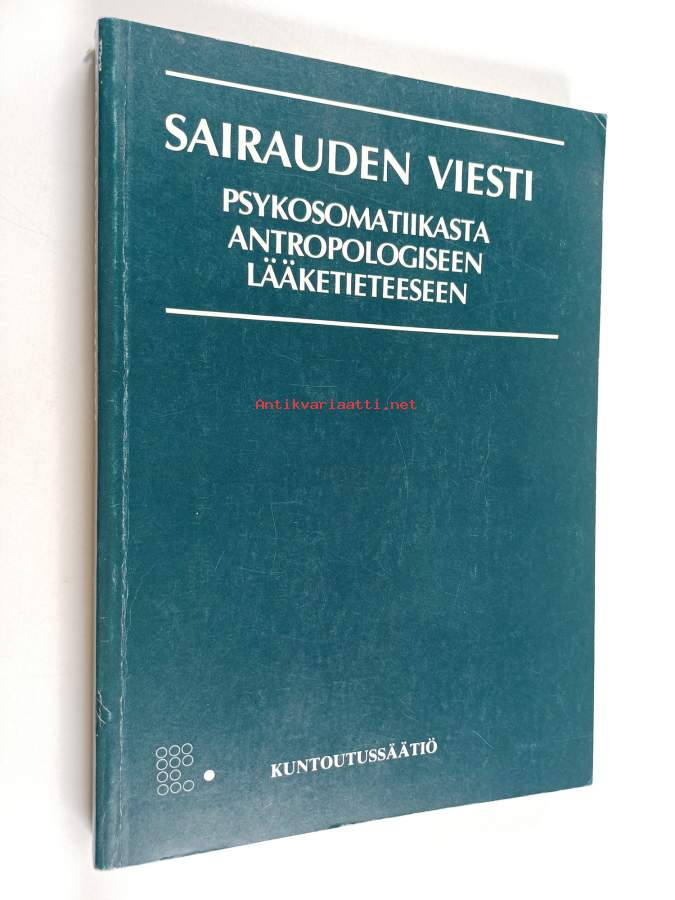 SAIRAUDEN VIESTI
PSYKOSOMATIIKASTA
ANTROPOLOGISEEN
LÄÄKETIETEESEEN
Antikvariaatti.net
KUNTOUTUSSÄÄTIÖ